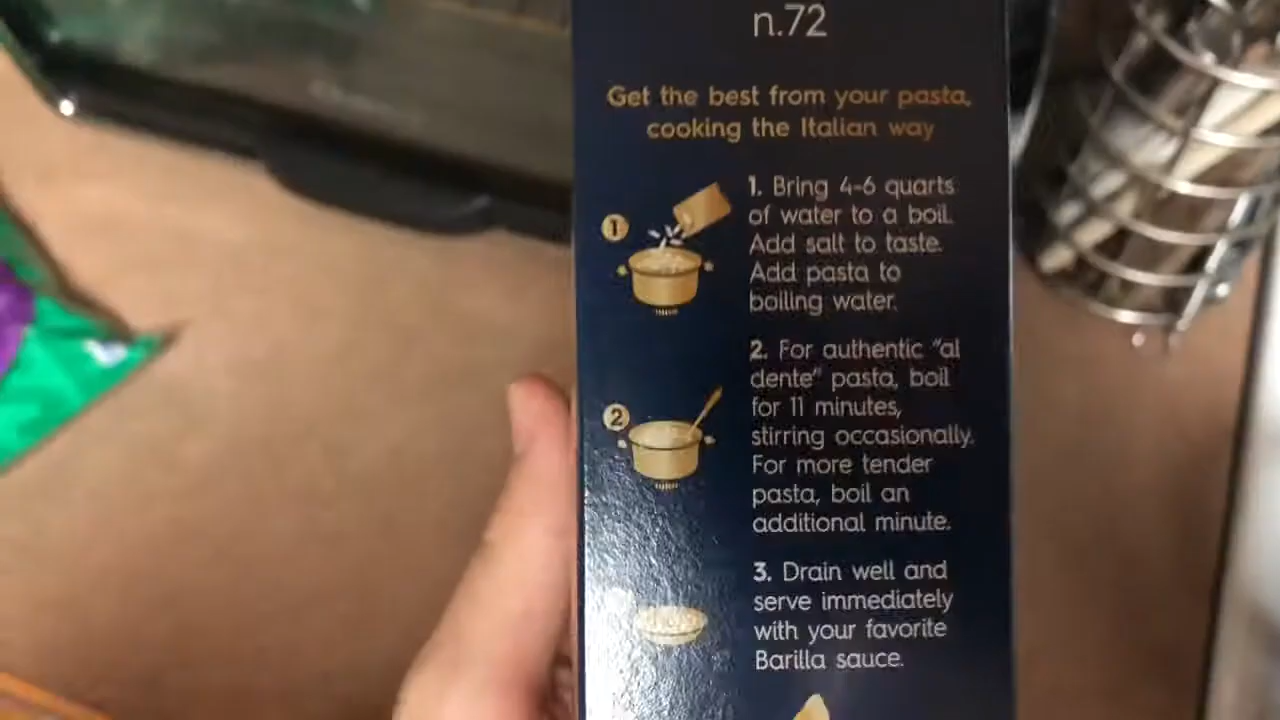 n.72
Get the best from your pasta,
cooking the Italian way
1. Bring 4-6 quarts
of water to a boil.
Add salt to taste.
Add pasta to
boiling water.
1
2. For authentic "al
dente" pasta, boil
for 11 minutes,
stirring occasionally.
For more tender
pasta, boil an
additional minute.
2
3. Drain well and
serve immediately
with your favorite
Barilla sauce.